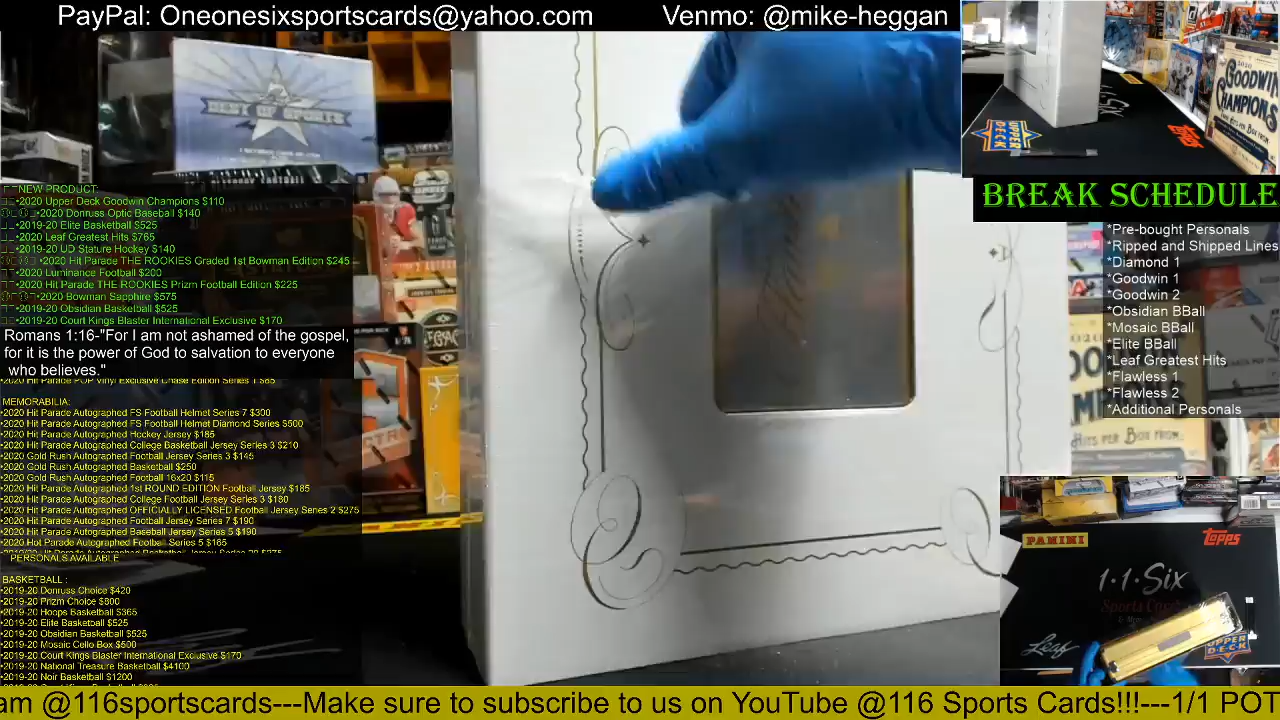 PayPal: Oneonesixsportscards@yahoo.com
Venmo: @mike-heggan
BEST OF SPORTS
GOODWIN
CHAMPIONS
UPPER
DECK
Topps
BREAK SCHEDULE
NEW PRODUCT:
•2020 Upper Deck Goodwin Champions $110
•2020 Donruss Optic Baseball $140
•2019-20 Elite Basketball $525
•2020 Leaf Greatest Hits $765
•2019-20 UD Stature Hockey $140
•2020 Hit Parade THE ROOKIES Graded 1st Bowman Edition $245
•2020 Luminance Football $200
•2020 Hit Parade THE ROOKIES Prizm Football Edition $225
•2020 Bowman Sapphire $575
•2019-20 Obsidian Basketball $525
•2019-20 Court Kings Blaster International Exclusive $170
Romans 1:16-"For I am not ashamed of the gospel,
for it is the power of God to salvation to everyone
who believes."
•2020 Hit Parade POP Vinyl Exclusive Chase Edition Series 1 $85
MEMORABILIA:
•2020 Hit Parade Autographed FS Football Helmet Series 7 $300
•2020 Hit Parade Autographed FS Football Helmet Diamond Series $500
•2020 Hit Parade Autographed Hockey Jersey $185
•2020 Hit Parade Autographed College Basketball Jersey Series 3 $210
•2020 Gold Rush Autographed Football Jersey Series 3 $145
•2020 Gold Rush Autographed Basketball $250
•2020 Gold Rush Autographed Football 16x20 $115
•2020 Hit Parade Autographed 1st ROUND EDITION Football Jersey $185
•2020 Hit Parade Autographed College Football Jersey Series 3 $180
•2020 Hit Parade Autographed OFFICIALLY LICENSED Football Jersey Series 2 $275
•2020 Hit Parade Autographed Football Jersey Series 7 $190
•2020 Hit Parade Autographed Baseball Jersey Series 5 $190
•2020 Hot Parade Autographed Football Series 5 $165
PERSONALS AVAILABLE
BASKETBALL :
•2019-20 Donruss Choice $420
•2019-20 Prizm Choice $800
•2019-20 Hoops Basketball $365
•2019-20 Elite Basketball $525
•2019-20 Obsidian Basketball $525
•2019-20 Mosaic Cello Box $500
•2019-20 Court Kings Blaster International Exclusive $170
•2019-20 National Treasure Basketball $4100
•2019-20 Noir Basketball $1200
*Pre-bought Personals
*Ripped and Shipped Lines
*Diamond 1
*Goodwin 1
*Goodwin 2
*Obsidian BBall
*Mosaic BBall
*Elite BBall
*Leaf Greatest Hits
*Flawless 1
*Flawless 2
*Additional Personals
PANINI
Topps
1·1·Six
Sports Cards
Leaf
UPPER
DECK
am @116sportscards---Make sure to subscribe to us on YouTube @116 Sports Cards!!!---1/1 POT